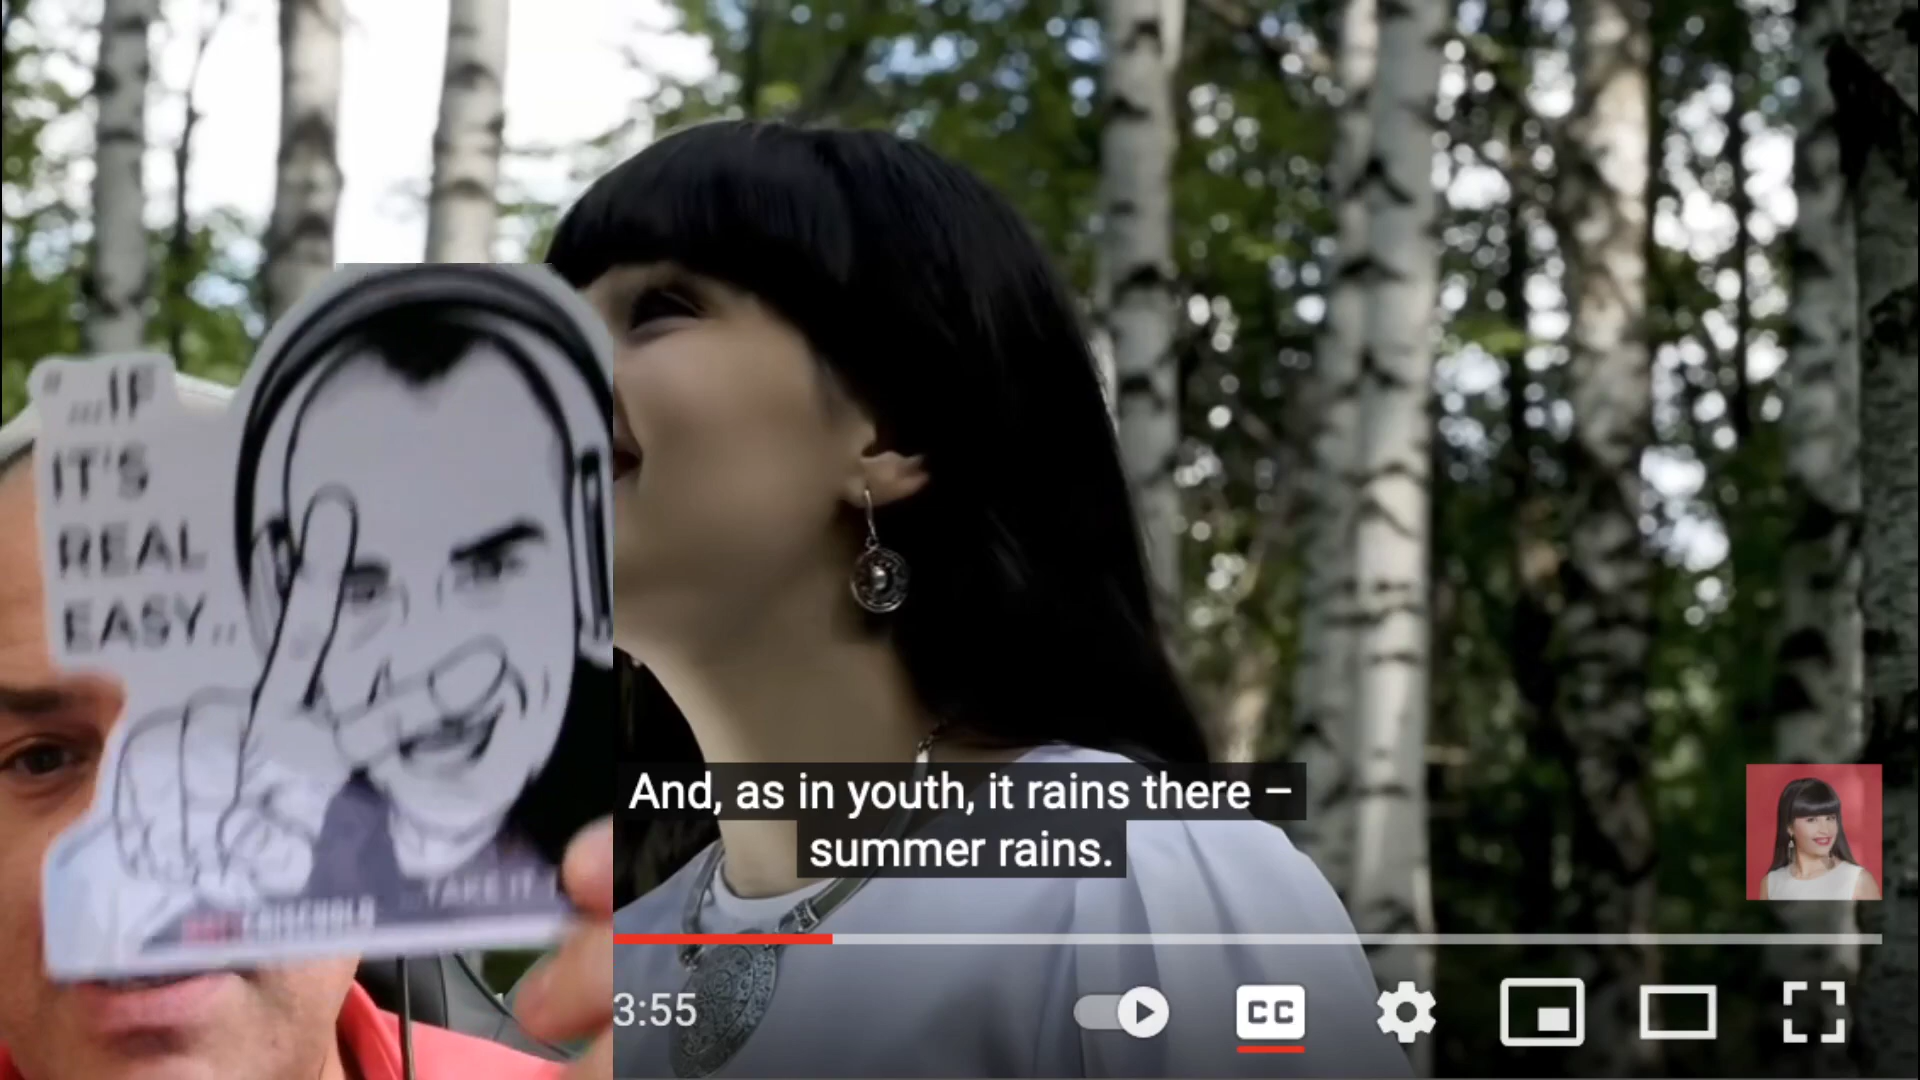 "...IF
IT'S
REAL
EASY..
...TAKE IT
And, as in youth, it rains there –
summer rains.
3:55
CC